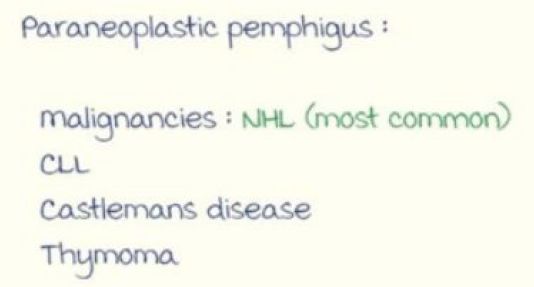 Paraneoplastic pemphigus :
malignancies : NHL (most common)
CLL
Castlemans disease
Thymoma